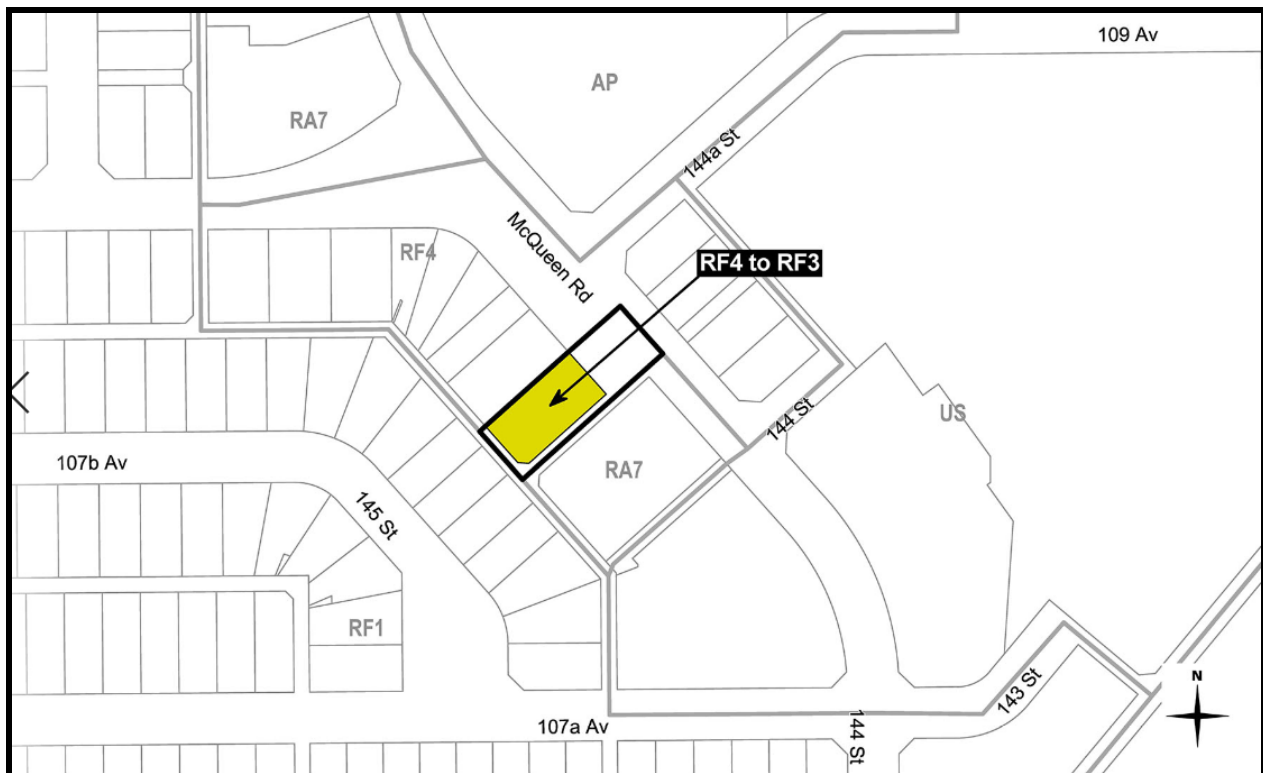 109 Av
AP
RA7
144a St
McQueen Rd
RF4
RF4 to RF3
US
144 St
RA7
107b Av
145 St
RF1
N
143 St
107a Av
144 St